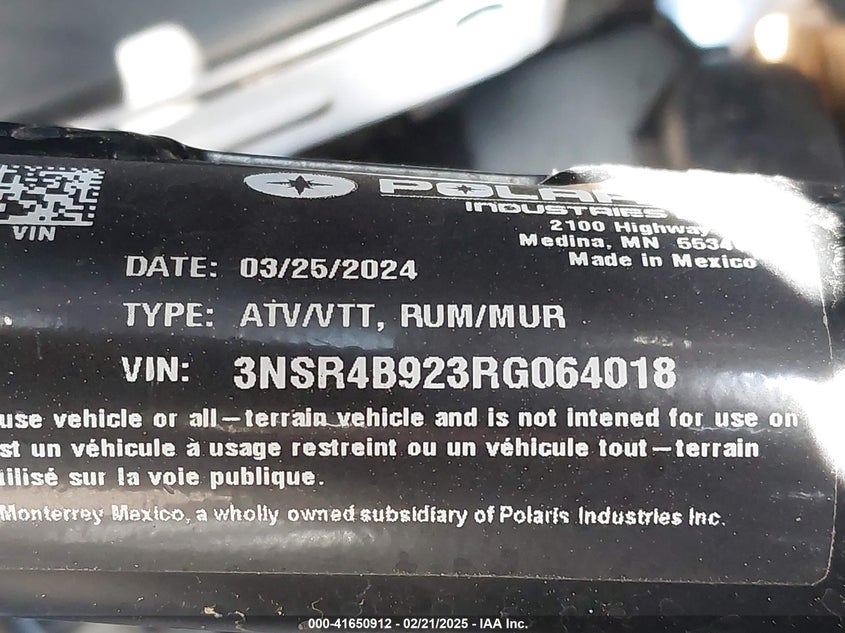 VIN
POLARIS
INDUSTRIES
2100 Highway
Medina, MN
Made in Mexico
DATE: 03/25/2024
TYPE: ATV/VTT, RUM/MUR
VIN: 3NSR4B923RG064018
use vehicle or all-terrain vehicle and is not intened for use on
un véhicule à usage restreint ou un véhicule tout-terrain
sur la voie publique.
Monterrey Mexico, a wholly owned subsidiary of Polaris Industries Inc.
000-41650912 - 02/21/2025 - IAA Inc.